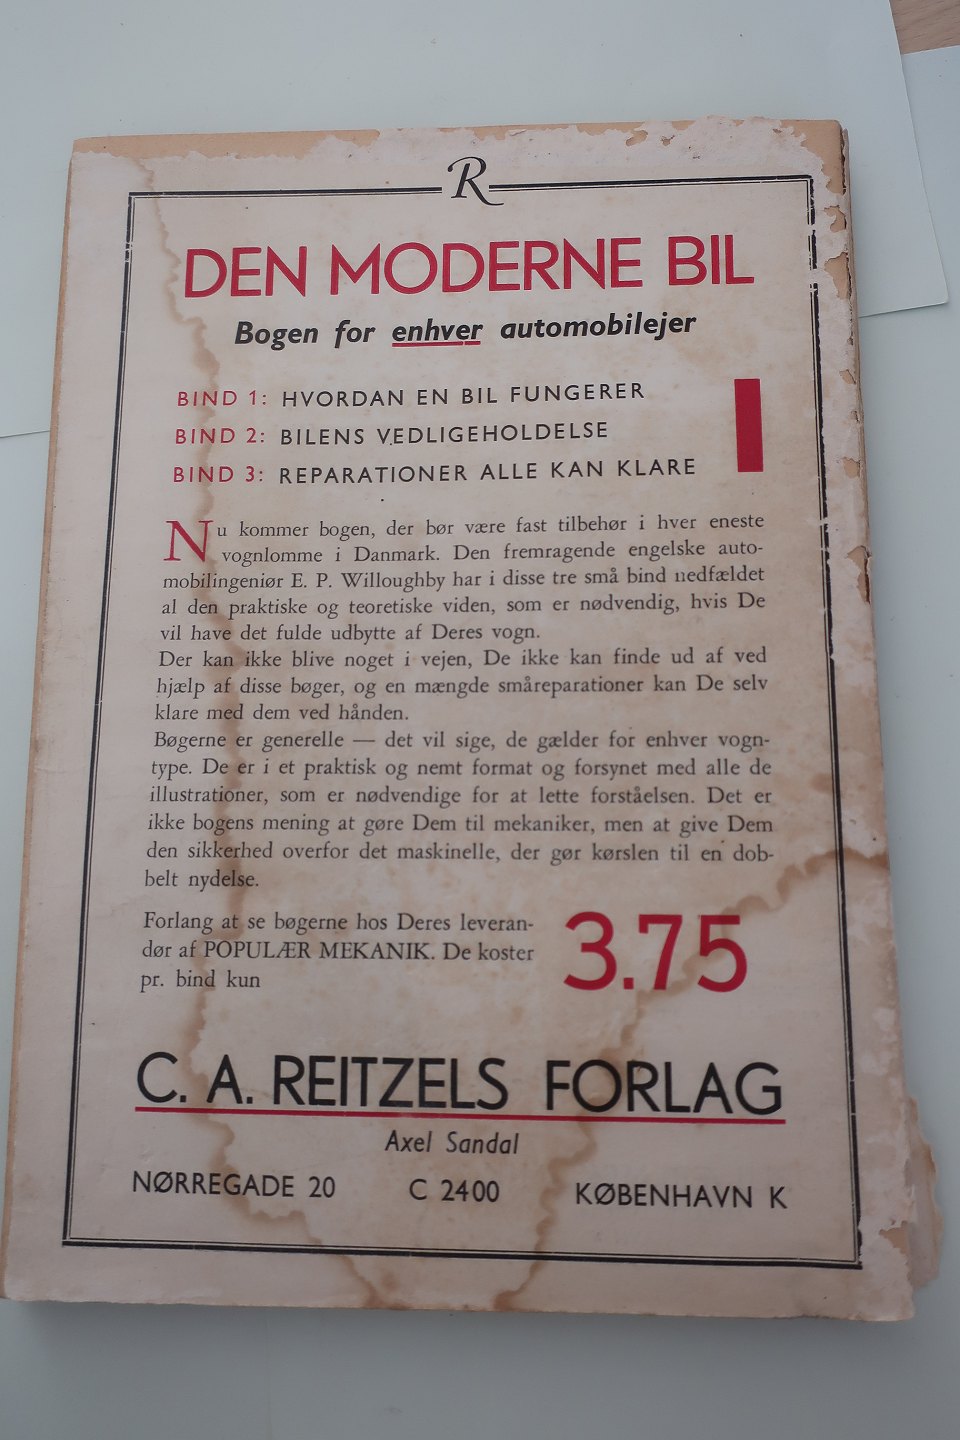 R
DEN MODERNE BIL
Bogen for enhver automobilejer
BIND 1: HVORDAN EN BIL FUNGERER
BIND 2: BILENS VEDLIGEHOLDELSE
BIND 3: REPARATIONER ALLE KAN KLARE
Nu kommer bogen, der bør være fast tilbehør i hver eneste
vognlomme i Danmark. Den fremragende engelske auto-
mobilingeniør E. P. Willoughby har i disse tre små bind nedfældet
al den praktiske og teoretiske viden, som er nødvendig, hvis De
vil have det fulde udbytte af Deres vogn.
Der kan ikke blive noget i vejen, De ikke kan finde ud af ved
hjælp af disse bøger, og en mængde småreparationer kan De selv
klare med dem ved hånden.
Bøgerne er generelle — det vil sige, de gælder for enhver vogn-
type. De er i et praktisk og nemt format og forsynet med alle de
illustrationer, som er nødvendige for at lette forståelsen. Det er
ikke bogens mening at gøre Dem til mekaniker, men at give Dem
den sikkerhed overfor det maskinelle, der gør kørslen til en dob-
belt nydelse.
Forlang at se bøgerne hos Deres leveran-
dør af POPULÆR MEKANIK. De koster
pr. bind kun
3.75
C. A. REITZELS FORLAG
Axel Sandal
NØRREGADE 20 C 2400 KØBENHAVN K